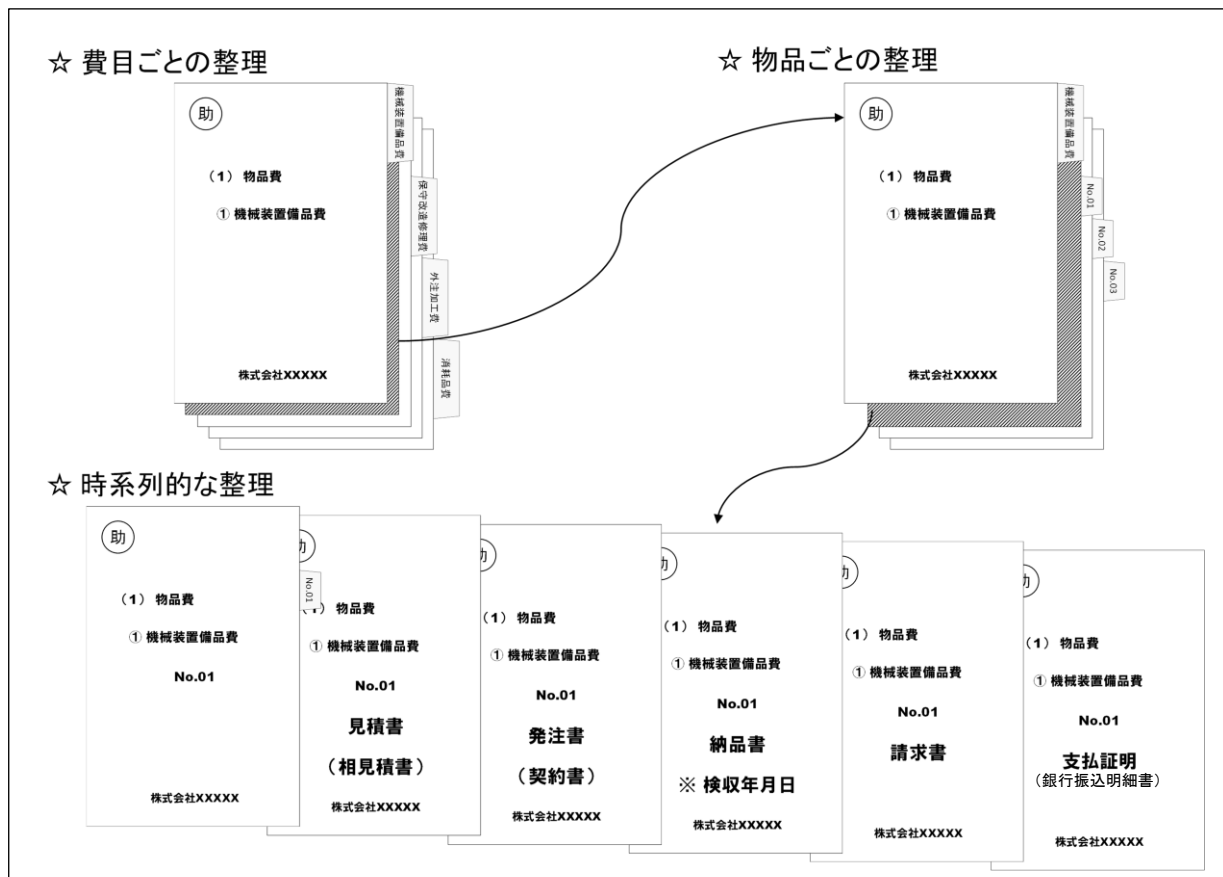 ☆ 費目ごとの整理
助
(1) 物品費
① 機械装置備品費
株式会社XXXXX
機械装置備品費
保守改造修理費
外注加工費
消耗品費
☆ 物品ごとの整理
助
(1) 物品費
① 機械装置備品費
株式会社XXXXX
機械装置備品費
No.01
No.02
No.03
☆ 時系列的な整理
助
(1) 物品費
① 機械装置備品費
No.01
株式会社XXXXX
No.01
助
(1) 物品費
① 機械装置備品費
No.01
見積書
(相見積書)
株式会社XXXXX
助
(1) 物品費
① 機械装置備品費
No.01
発注書
(契約書)
株式会社XXXXX
助
(1) 物品費
① 機械装置備品費
No.01
納品書
※ 検収年月日
株式会社XXXXX
助
(1) 物品費
① 機械装置備品費
No.01
請求書
株式会社XXXXX
助
(1) 物品費
① 機械装置備品費
No.01
支払証明
(銀行振込明細書)
株式会社XXXXX